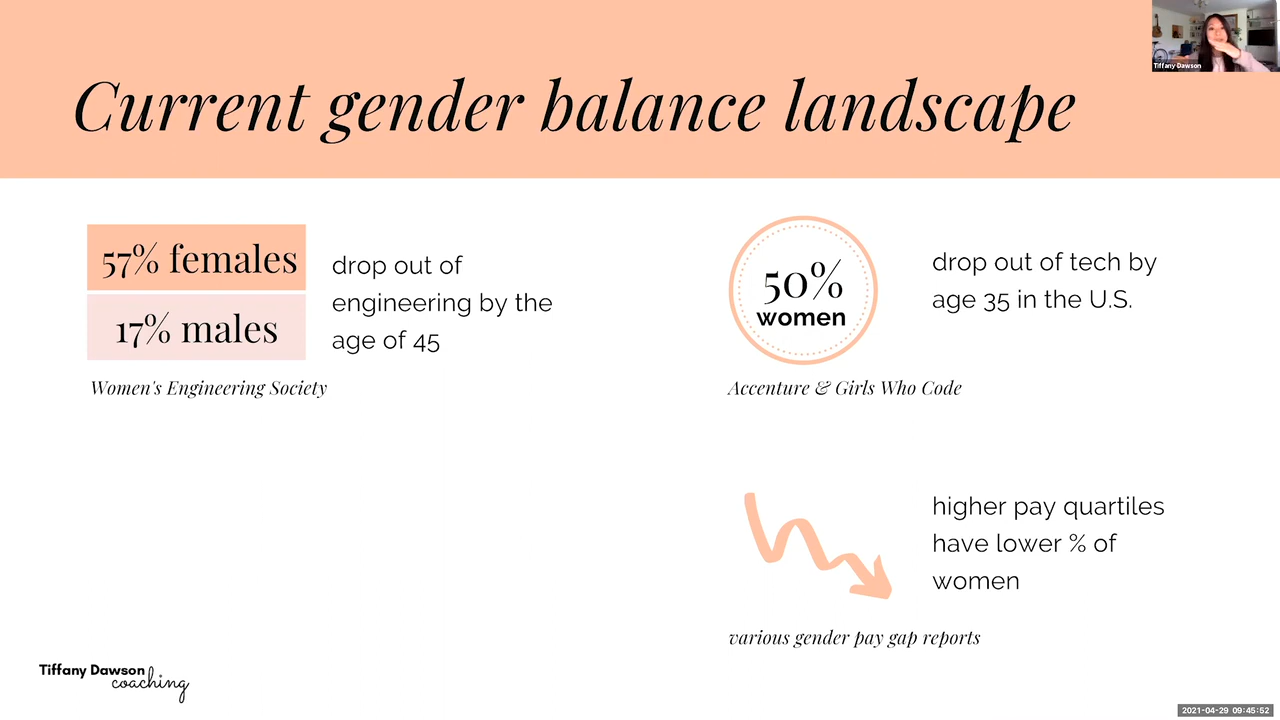 Tiffany Dawson
Current gender balance landscape
57% females
17% males
drop out of
engineering by the
age of 45
Women's Engineering Society
50%
women
drop out of tech by
age 35 in the U.S.
Accenture & Girls Who Code
higher pay quartiles
have lower % of
women
various gender pay gap reports
Tiffany Dawson
coaching
2021-04-29 09:45:52